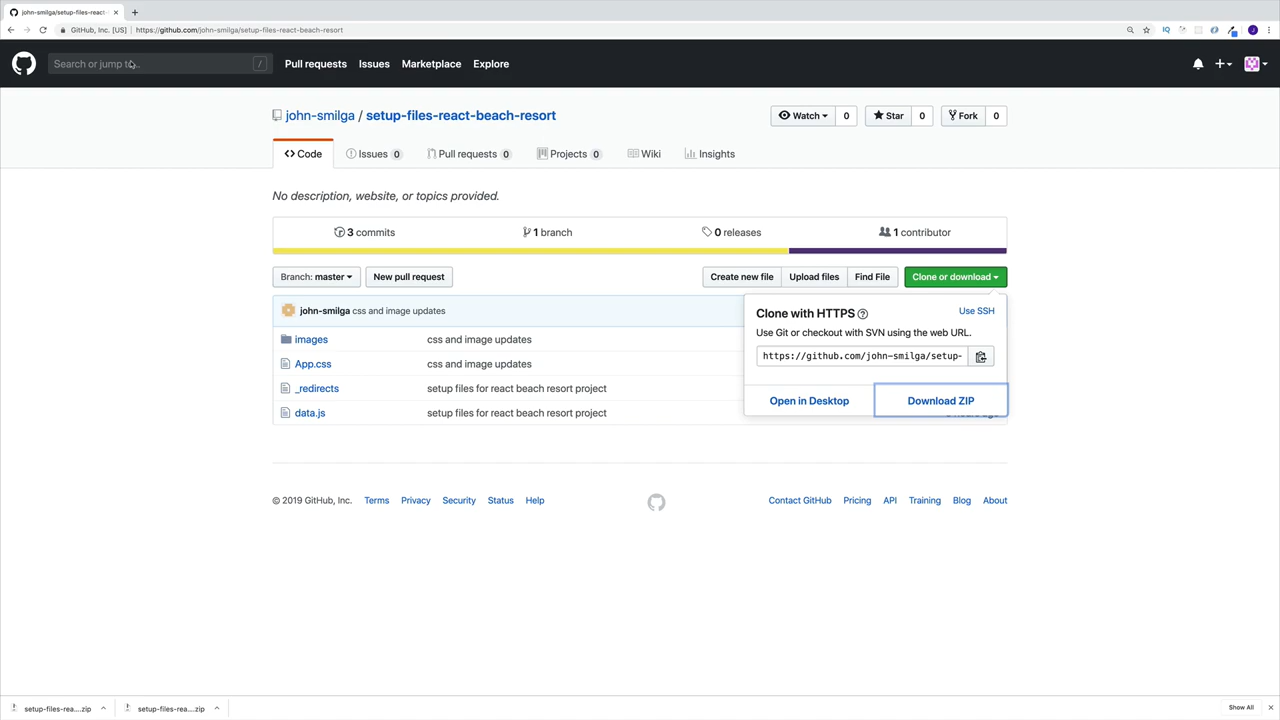 john-smilga/setup-files-react-
GitHub, Inc. [US] https://github.com/john-smilga/setup-files-react-beach-resort
Search or jump to... /
Pull requests Issues Marketplace Explore
john-smilga / setup-files-react-beach-resort
Watch 0 Star 0 Fork 0
Code Issues 0 Pull requests 0 Projects 0 Wiki Insights
No description, website, or topics provided.
3 commits 1 branch 0 releases 1 contributor
Branch: master New pull request Create new file Upload files Find File Clone or download
john-smilga css and image updates
images css and image updates
App.css css and image updates
_redirects setup files for react beach resort project
data.js setup files for react beach resort project
Clone with HTTPS ? Use SSH
Use Git or checkout with SVN using the web URL.
https://github.com/john-smilga/setup-
Open in Desktop Download ZIP
© 2019 GitHub, Inc. Terms Privacy Security Status Help Contact GitHub Pricing API Training Blog About
setup-files-rea....zip setup-files-rea....zip Show All